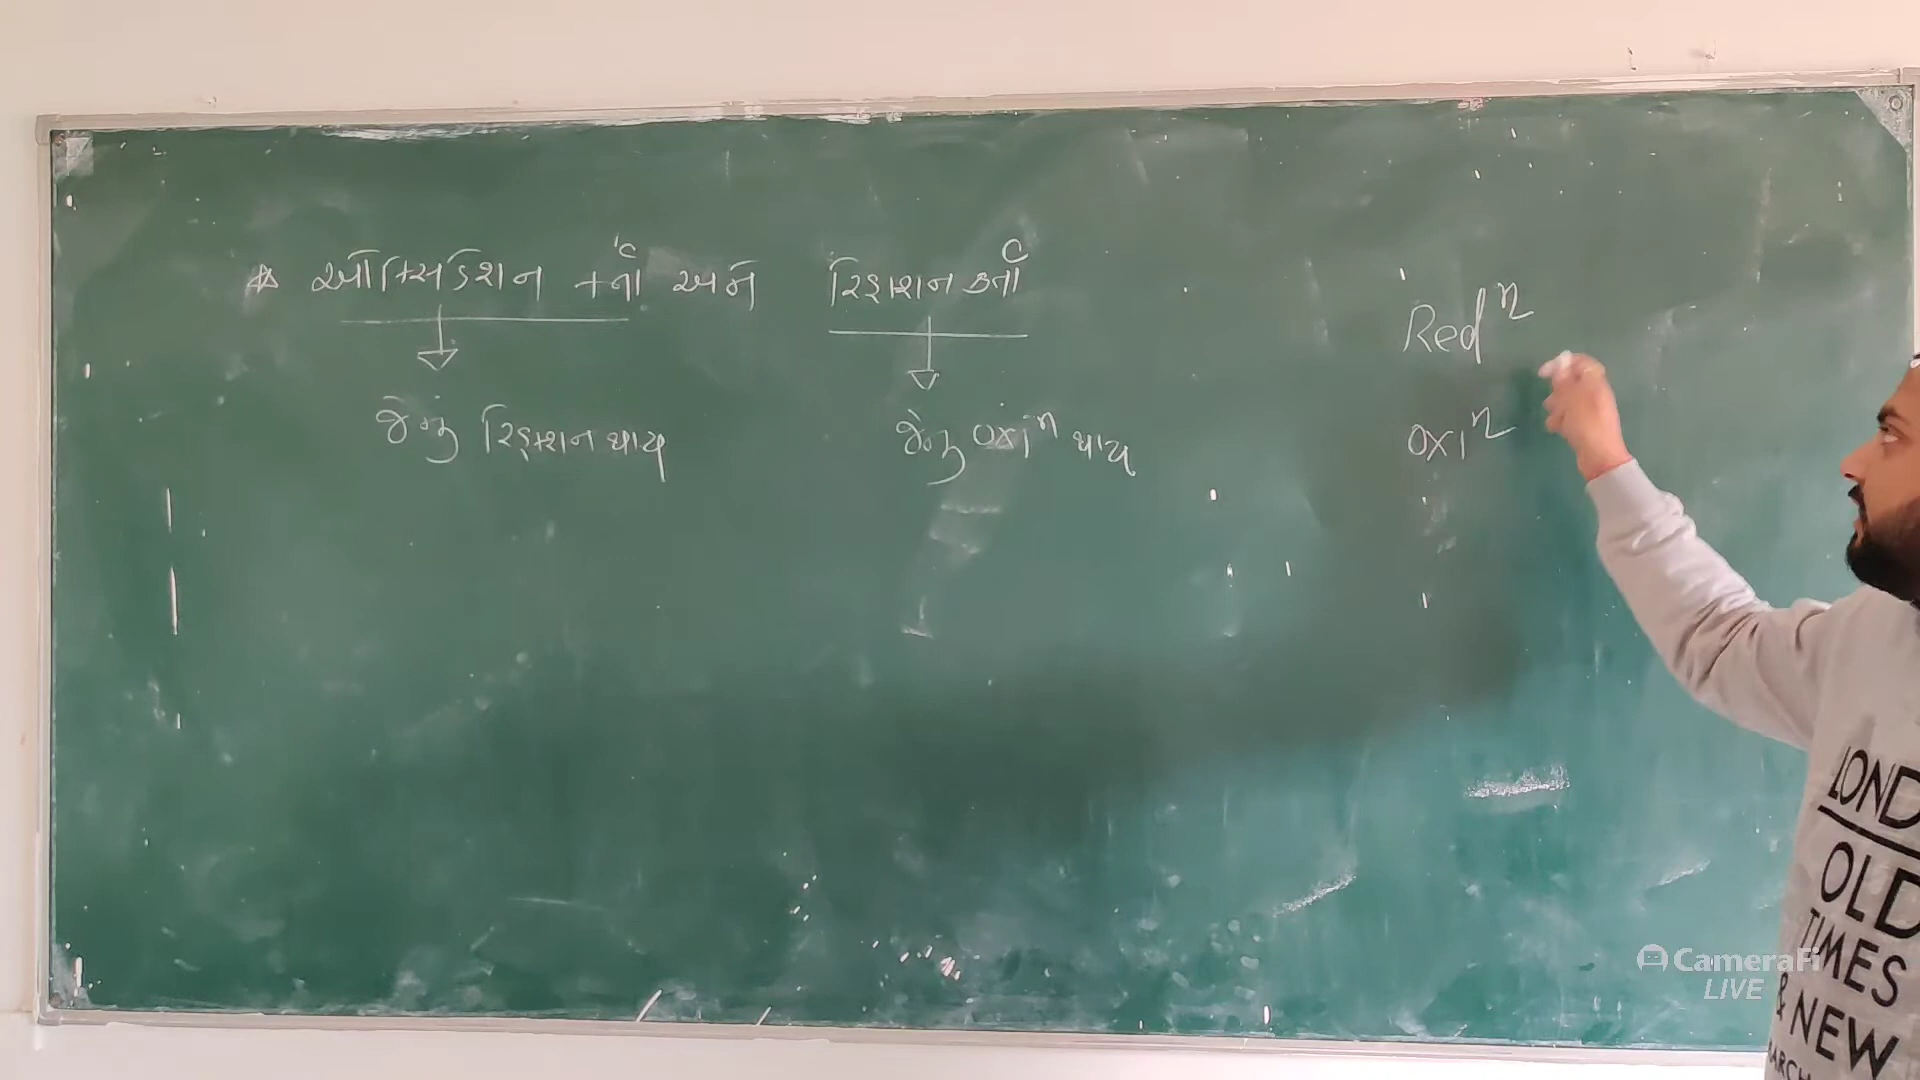 * ઓક્સિડેશન કર્તા અને રિડક્શન કર્તા
જેનું રિડક્શન થાય
જેનું oxiⁿ થાય
Redⁿ
oxiⁿ
LOND
OLD
TIMES
& NEW
CameraFi
LIVE